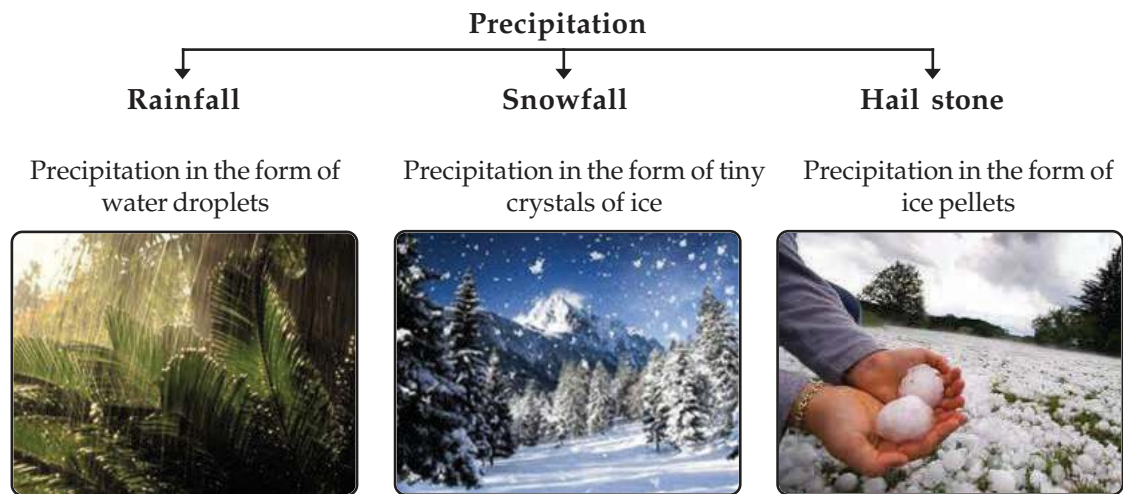 Precipitation
Rainfall
Snowfall
Hail stone
Precipitation in the form of
water droplets
Precipitation in the form of tiny
crystals of ice
Precipitation in the form of
ice pellets